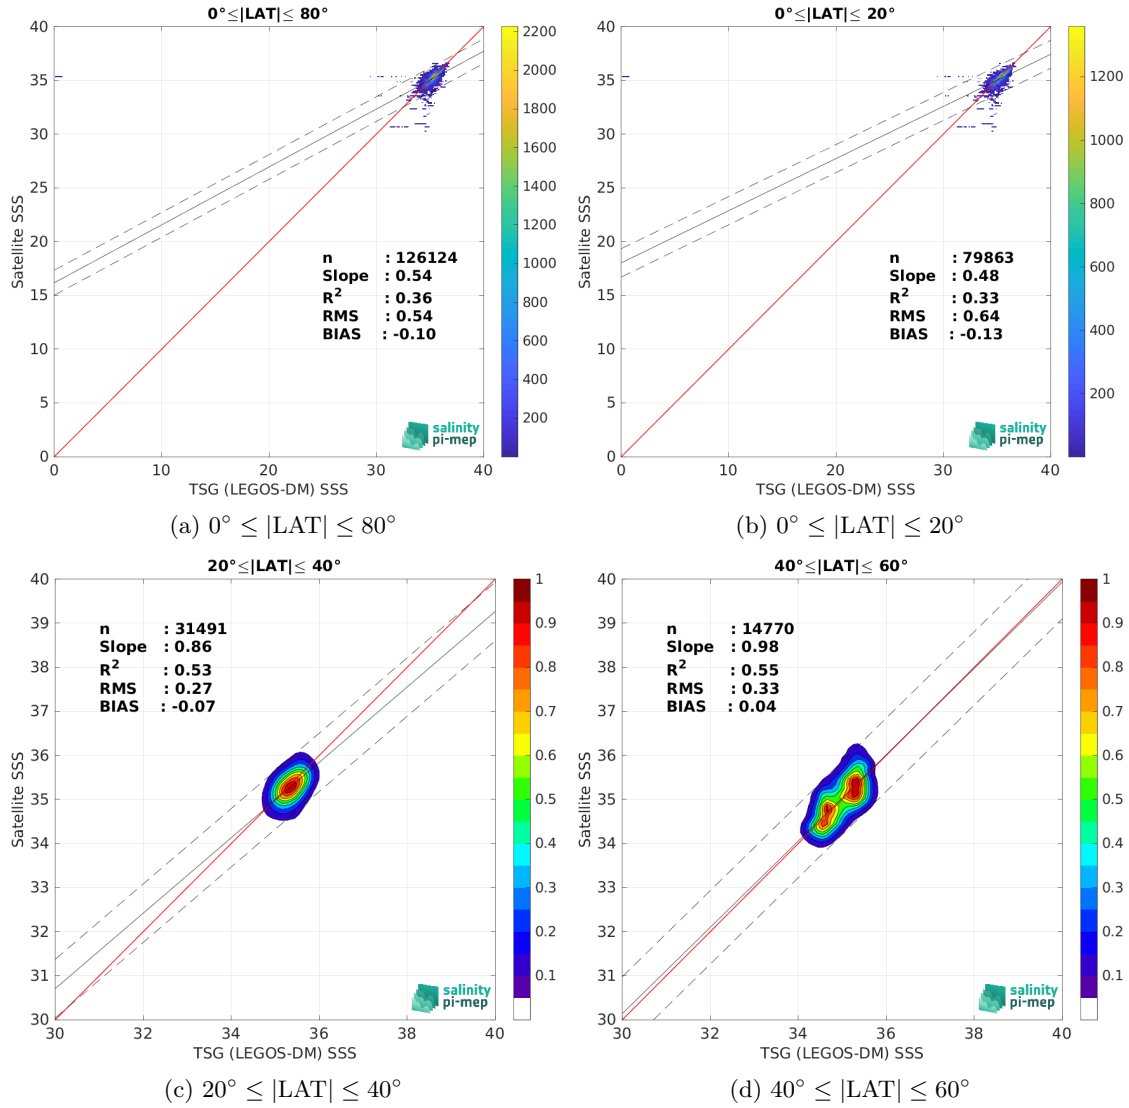 0°≤|LAT|≤ 80°
40
35
30
25
20
15
10
5
0
Satellite SSS
n : 126124
Slope : 0.54
R² : 0.36
RMS : 0.54
BIAS : -0.10
salinity
pi-mep
0 10 20 30 40
TSG (LEGOS-DM) SSS
2200
2000
1800
1600
1400
1200
1000
800
600
400
200
(a) 0° ≤ |LAT| ≤ 80°
0°≤|LAT|≤ 20°
40
35
30
25
20
15
10
5
0
Satellite SSS
n : 79863
Slope : 0.48
R² : 0.33
RMS : 0.64
BIAS : -0.13
salinity
pi-mep
0 10 20 30 40
TSG (LEGOS-DM) SSS
1200
1000
800
600
400
200
(b) 0° ≤ |LAT| ≤ 20°
20°≤|LAT|≤ 40°
40
39
38
37
36
35
34
33
32
31
30
Satellite SSS
n : 31491
Slope : 0.86
R² : 0.53
RMS : 0.27
BIAS : -0.07
salinity
pi-mep
30 32 34 36 38 40
TSG (LEGOS-DM) SSS
1
0.9
0.8
0.7
0.6
0.5
0.4
0.3
0.2
0.1
(c) 20° ≤ |LAT| ≤ 40°
40°≤|LAT|≤ 60°
40
39
38
37
36
35
34
33
32
31
30
Satellite SSS
n : 14770
Slope : 0.98
R² : 0.55
RMS : 0.33
BIAS : 0.04
salinity
pi-mep
30 32 34 36 38 40
TSG (LEGOS-DM) SSS
1
0.9
0.8
0.7
0.6
0.5
0.4
0.3
0.2
0.1
(d) 40° ≤ |LAT| ≤ 60°